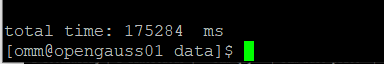 total time: 175284  ms
[omm@opengauss01 data]$